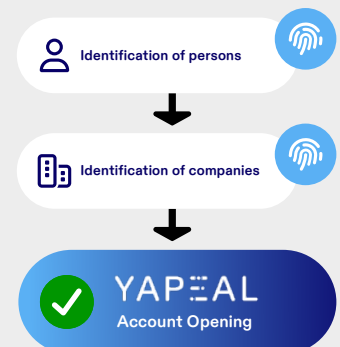 Identification of persons
Identification of companies
YAPEAL
Account Opening